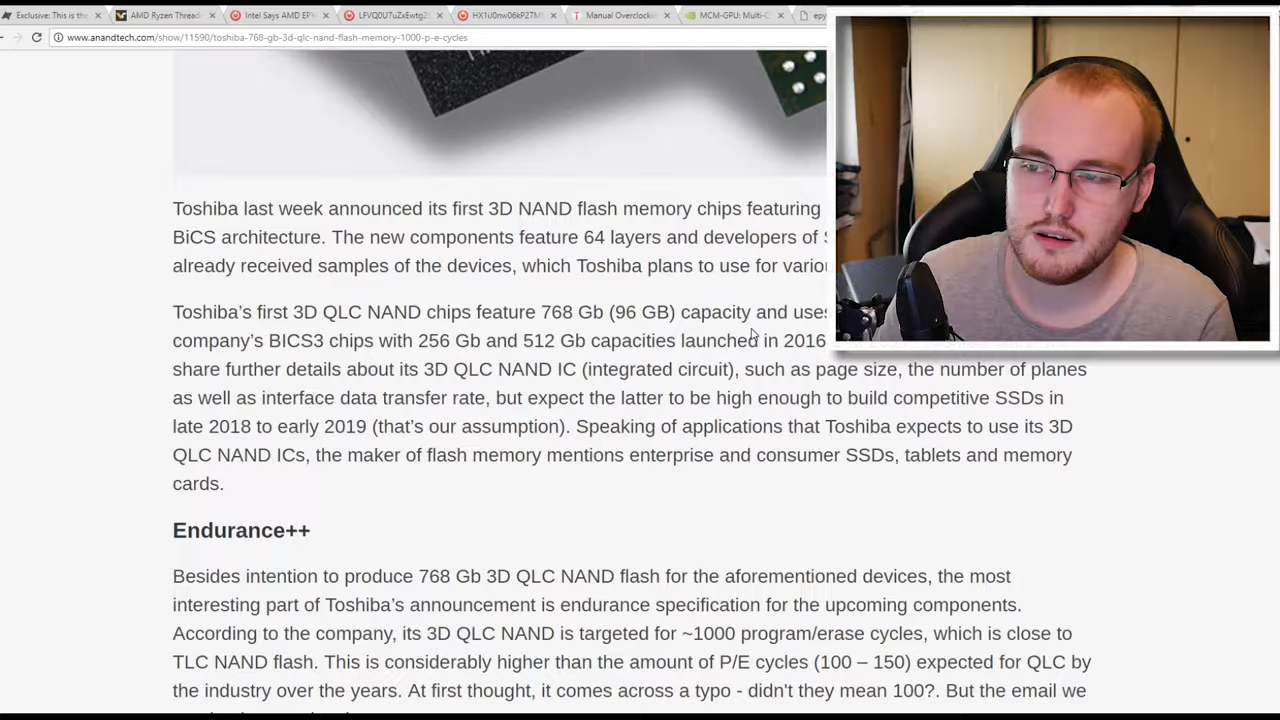 Exclusive: This is the
AMD Ryzen Thread
Intel Says AMD EPY
LFVQ0U7uZxEwtgZ
HX1iU0nw06kP27M
Manual Overclockin
MCM-GPU: Multi-C
epy
www.anandtech.com/show/11590/toshiba-768-gb-3d-qlc-nand-flash-memory-1000-p-e-cycles
Toshiba last week announced its first 3D NAND flash memory chips featuring
BiCS architecture. The new components feature 64 layers and developers of S
already received samples of the devices, which Toshiba plans to use for variou
Toshiba's first 3D QLC NAND chips feature 768 Gb (96 GB) capacity and uses
company's BICS3 chips with 256 Gb and 512 Gb capacities launched in 2016
share further details about its 3D QLC NAND IC (integrated circuit), such as page size, the number of planes
as well as interface data transfer rate, but expect the latter to be high enough to build competitive SSDs in
late 2018 to early 2019 (that's our assumption). Speaking of applications that Toshiba expects to use its 3D
QLC NAND ICs, the maker of flash memory mentions enterprise and consumer SSDs, tablets and memory
cards.
Endurance++
Besides intention to produce 768 Gb 3D QLC NAND flash for the aforementioned devices, the most
interesting part of Toshiba's announcement is endurance specification for the upcoming components.
According to the company, its 3D QLC NAND is targeted for ~1000 program/erase cycles, which is close to
TLC NAND flash. This is considerably higher than the amount of P/E cycles (100 – 150) expected for QLC by
the industry over the years. At first thought, it comes across a typo - didn't they mean 100?. But the email we